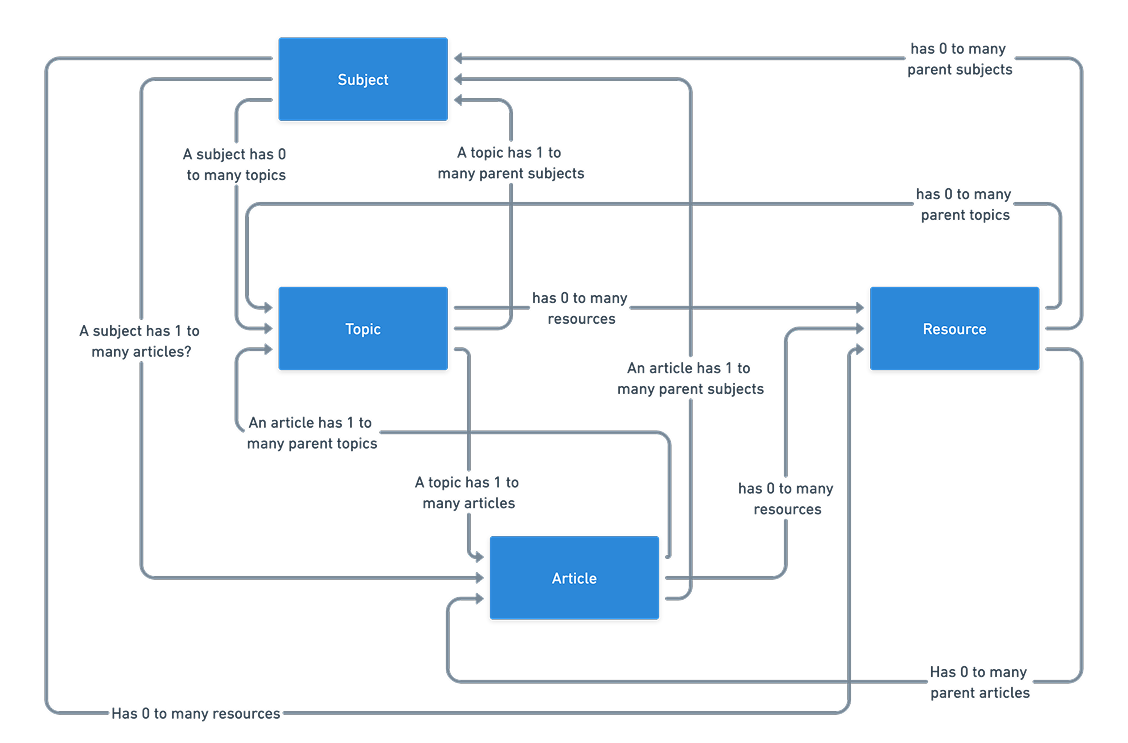 has 0 to many
parent subjects
Subject
A subject has 0
to many topics
A topic has 1 to
many parent subjects
has 0 to many
parent topics
has 0 to many
resources
Topic
Resource
A subject has 1 to
many articles?
An article has 1 to
many parent subjects
An article has 1 to
many parent topics
A topic has 1 to
many articles
has 0 to many
resources
Article
Has 0 to many
parent articles
Has 0 to many resources